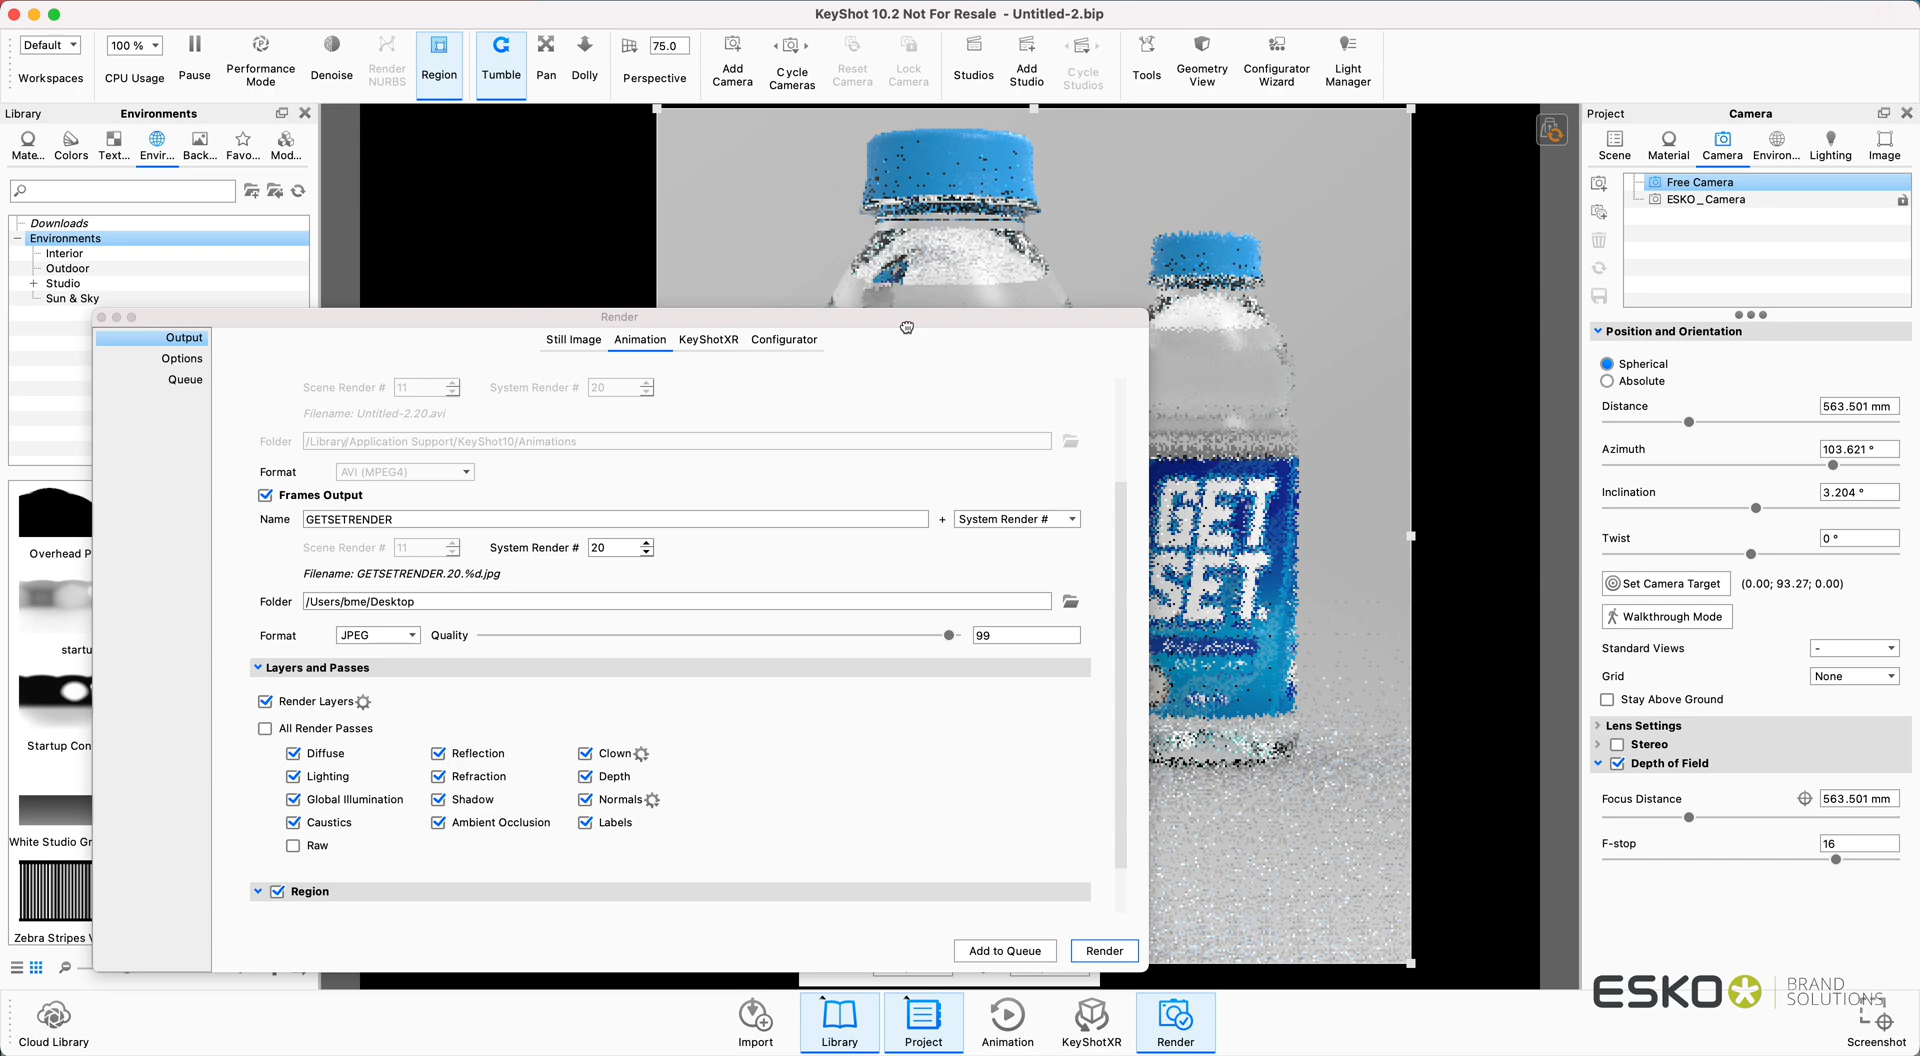 KeyShot 10.2 Not For Resale - Untitled-2.bip
Default
100 %
75.0
Workspaces
CPU Usage
Pause
Performance Mode
Denoise
Render NURBS
Region
Tumble
Pan
Dolly
Perspective
Add Camera
Cycle Cameras
Reset Camera
Lock Camera
Studios
Add Studio
Cycle Studios
Tools
Geometry View
Configurator Wizard
Light Manager
Library
Environments
Mate...
Colors
Text...
Envir...
Back...
Favo...
Mod...
Downloads
Environments
Interior
Outdoor
Studio
Sun & Sky
Overhead P
startu
Startup Con
White Studio Gr
Zebra Stripes V
Render
Output
Options
Queue
Still Image
Animation
KeyShotXR
Configurator
Scene Render # 11
System Render # 20
Filename: Untitled-2.20.avi
Folder /Library/Application Support/KeyShot10/Animations
Format AVI (MPEG4)
Frames Output
Name GETSETRENDER + System Render #
Scene Render # 11
System Render # 20
Filename: GETSETRENDER.20.%d.jpg
Folder /Users/bme/Desktop
Format JPEG Quality 99
Layers and Passes
Render Layers
All Render Passes
Diffuse Reflection Clown
Lighting Refraction Depth
Global Illumination Shadow Normals
Caustics Ambient Occlusion Labels
Raw
Region
Add to Queue
Render
GET
SET.
Project
Camera
Scene
Material
Camera
Environ...
Lighting
Image
Free Camera
ESKO_Camera
Position and Orientation
Spherical
Absolute
Distance 563.501 mm
Azimuth 103.621 °
Inclination 3.204 °
Twist 0 °
Set Camera Target (0.00; 93.27; 0.00)
Walkthrough Mode
Standard Views -
Grid None
Stay Above Ground
Lens Settings
Stereo
Depth of Field
Focus Distance 563.501 mm
F-stop 16
ESKO
BRAND
SOLUTIONS
Cloud Library
Import
Library
Project
Animation
KeyShotXR
Render
Screenshot